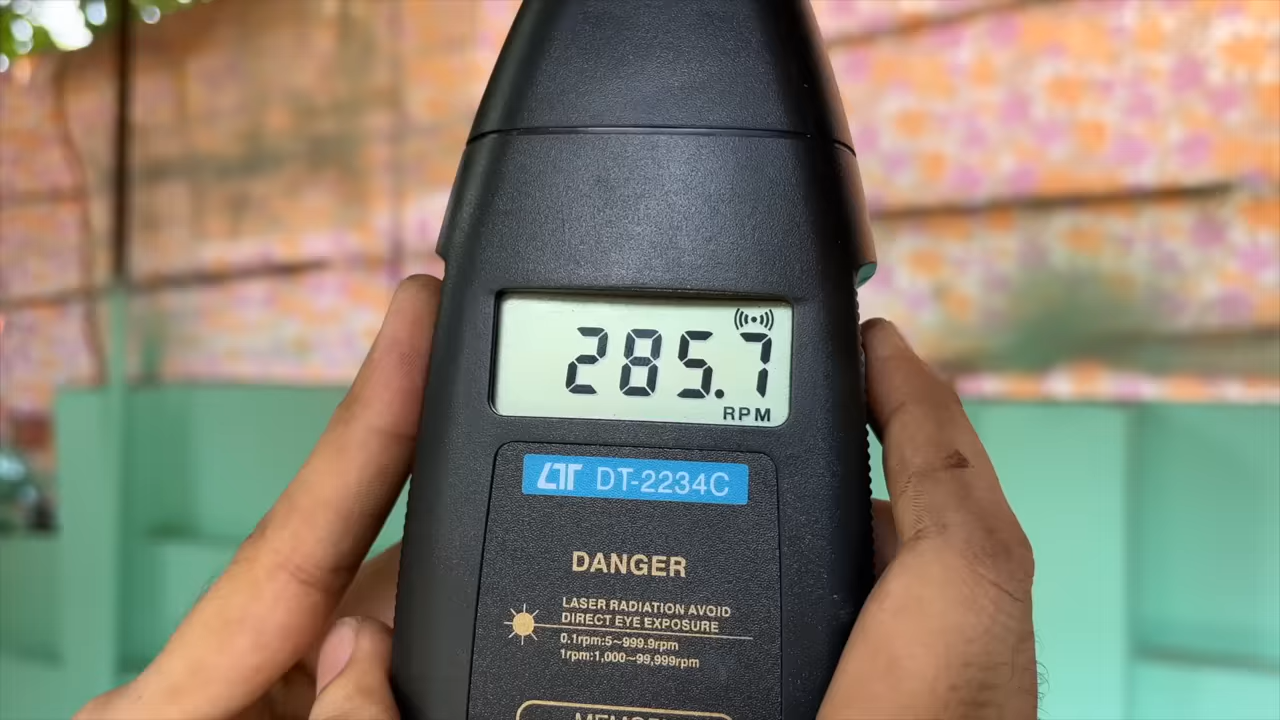 285.7
RPM
DT-2234C
DANGER
LASER RADIATION AVOID
DIRECT EYE EXPOSURE
0.1rpm:5~999.9rpm
1rpm:1,000~99,999rpm